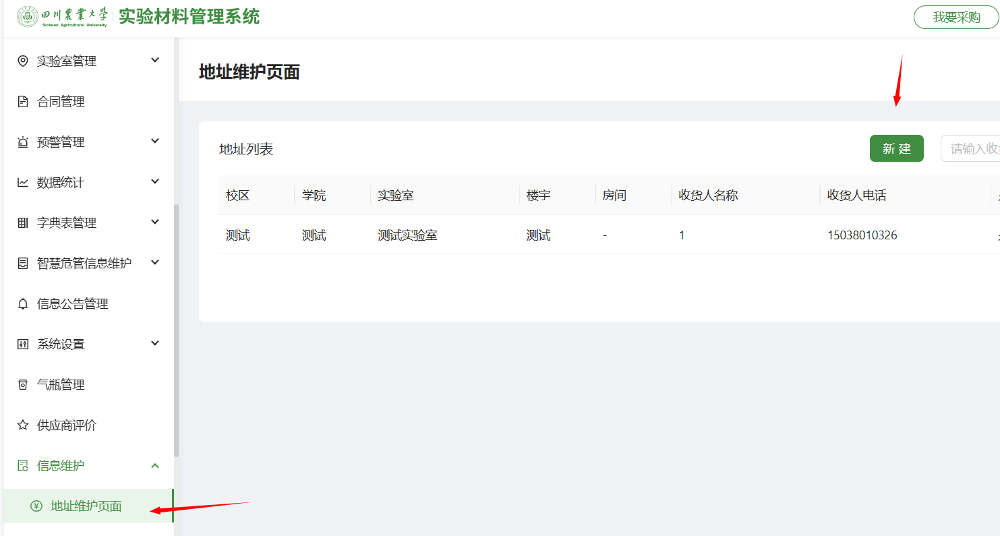 四川農業大学
Sichuan Agricultural University
实验材料管理系统
我要采购
实验室管理
合同管理
预警管理
数据统计
字典表管理
智慧危管信息维护
信息公告管理
系统设置
气瓶管理
供应商评价
信息维护
地址维护页面
地址维护页面
地址列表
新 建
请输入收
校区 学院 实验室 楼宇 房间 收货人名称 收货人电话
测试 测试 测试实验室 测试 - 1 15038010326